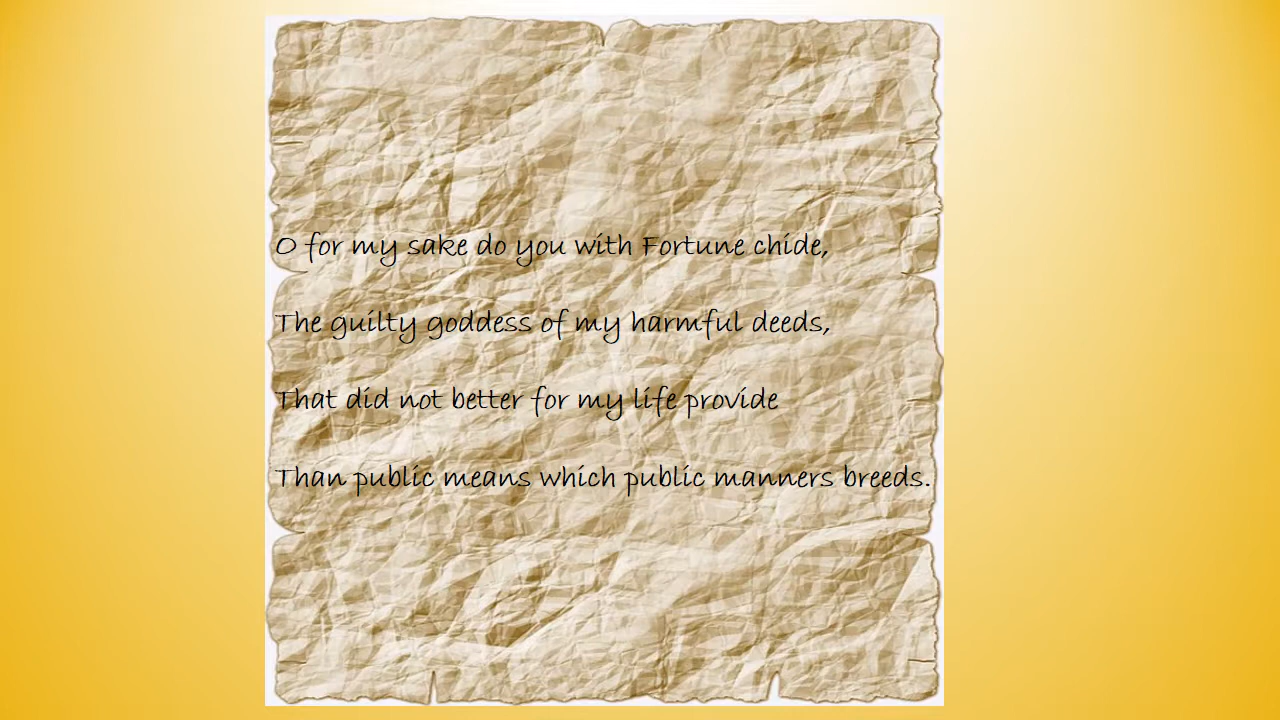 O for my sake do you with Fortune chide,
The guilty goddess of my harmful deeds,
That did not better for my life provide
Than public means which public manners breeds.